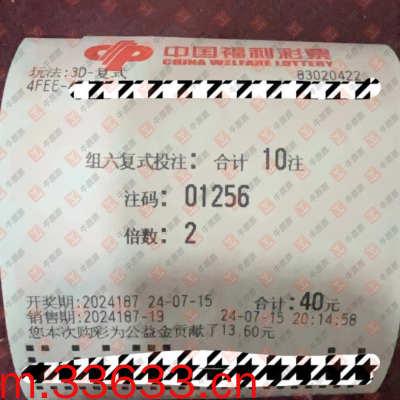 中国福利彩票
CHINA WELFARE LOTTERY
玩法:3D-复式 83020422
4FEE-
组六复式投注: 合计 10注
注码: 01256
倍数: 2
开奖期:2024187 24-07-15 合计:40元
销售期:2024187-19 24-07-15 20:14:58
您本次购彩为公益金贡献了13.60元
m.33633.cn